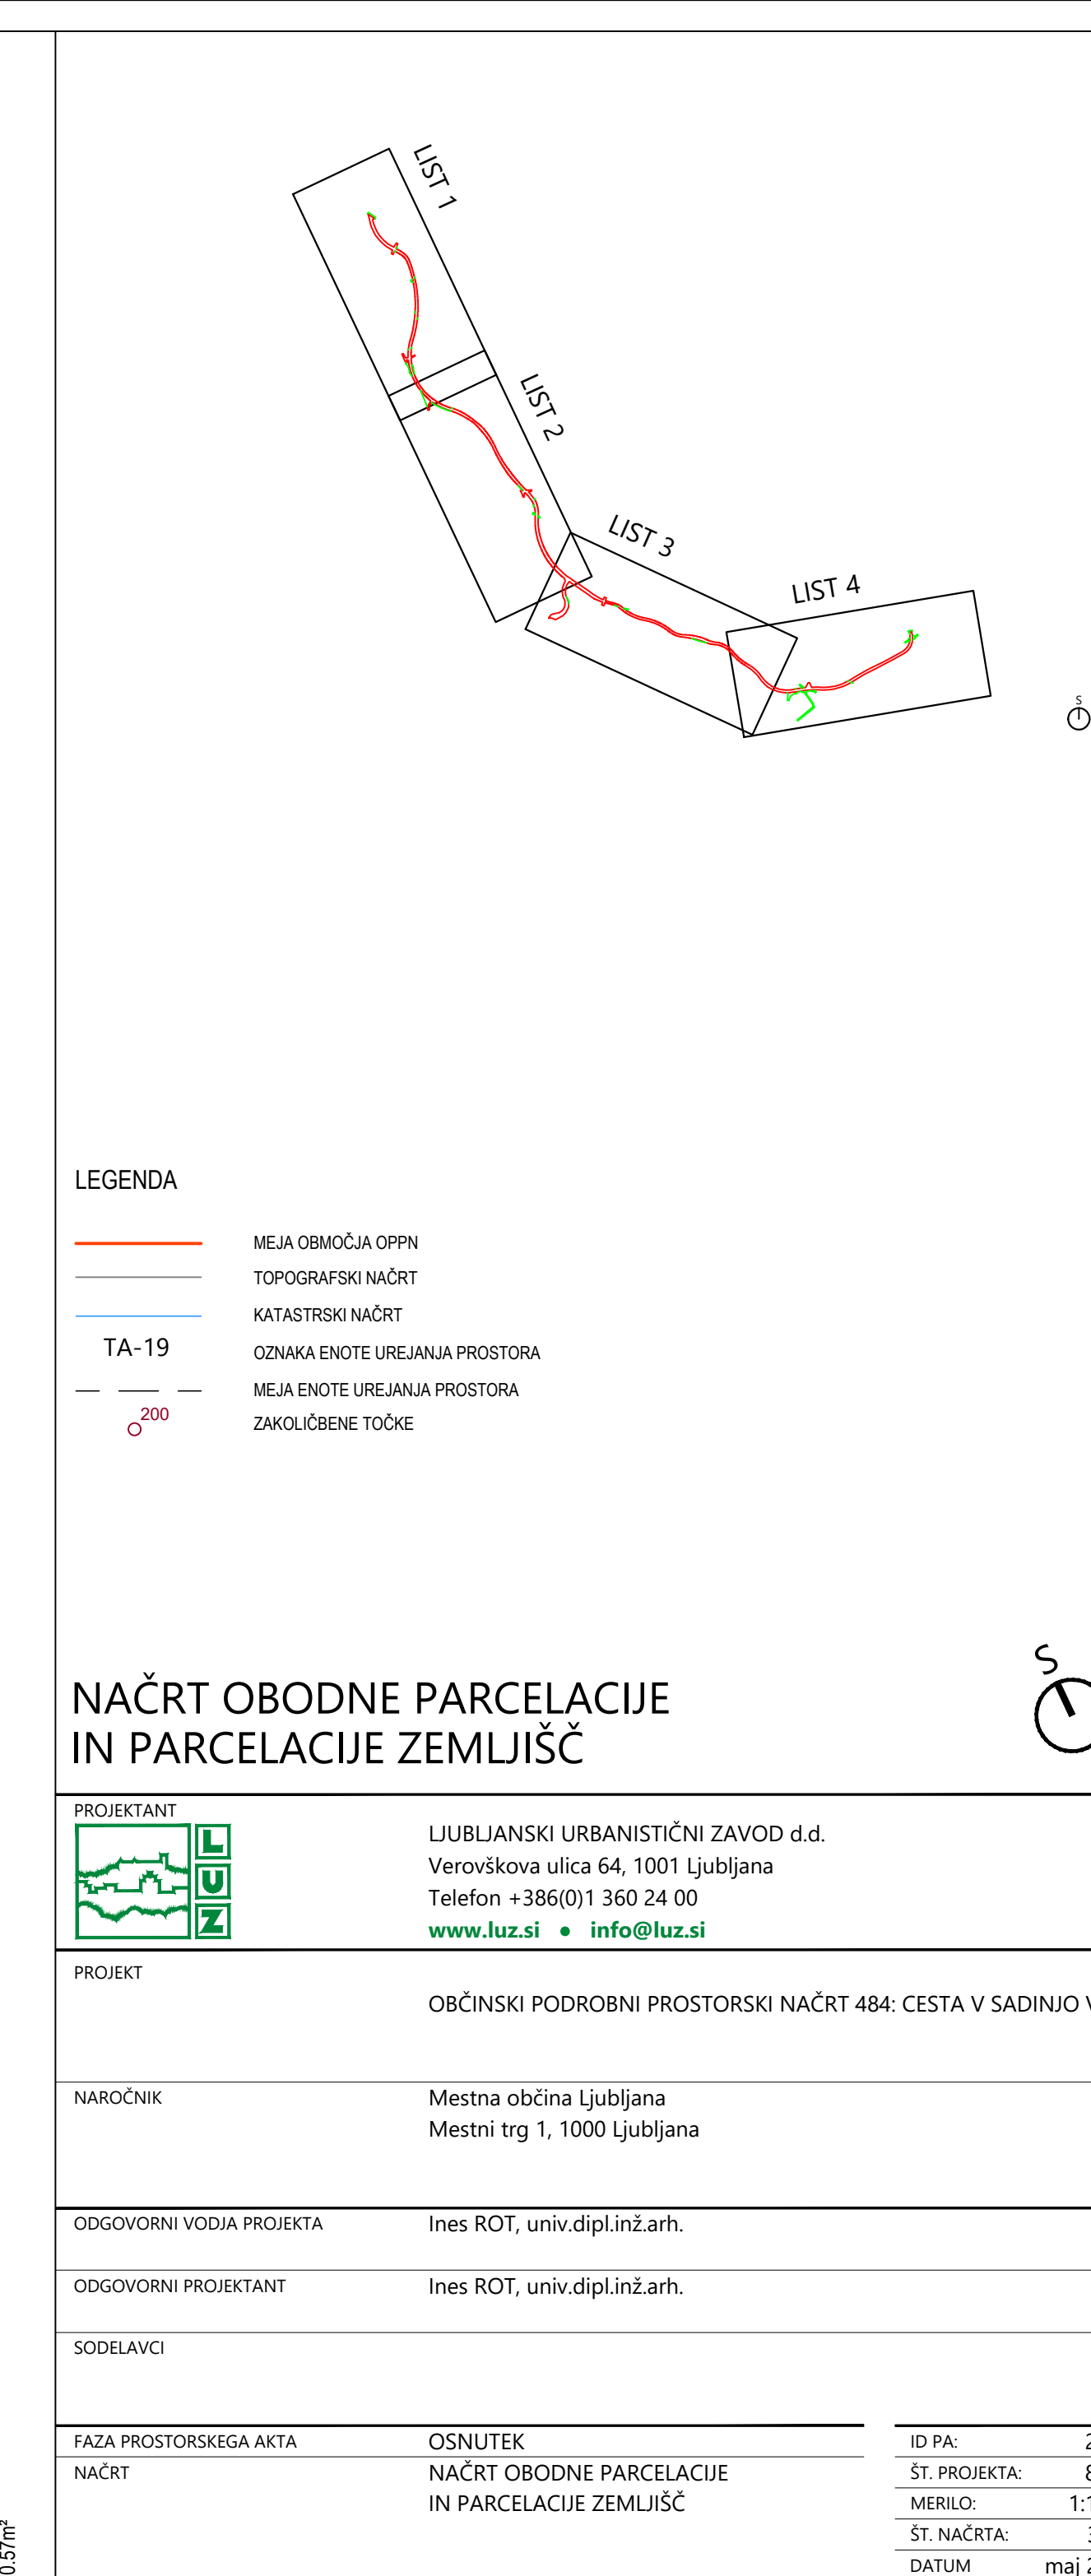 LIST 1
LIST 2
LIST 3
LIST 4
S
LEGENDA
MEJA OBMOČJA OPPN
TOPOGRAFSKI NAČRT
KATASTRSKI NAČRT
TA-19 OZNAKA ENOTE UREJANJA PROSTORA
MEJA ENOTE UREJANJA PROSTORA
200 ZAKOLIČBENE TOČKE
S
NAČRT OBODNE PARCELACIJE
IN PARCELACIJE ZEMLJIŠČ
PROJEKTANT
LUZ
LJUBLJANSKI URBANISTIČNI ZAVOD d.d.
Verovškova ulica 64, 1001 Ljubljana
Telefon +386(0)1 360 24 00
www.luz.si ● info@luz.si
PROJEKT
OBČINSKI PODROBNI PROSTORSKI NAČRT 484: CESTA V SADINJO
NAROČNIK Mestna občina Ljubljana
Mestni trg 1, 1000 Ljubljana
ODGOVORNI VODJA PROJEKTA Ines ROT, univ.dipl.inž.arh.
ODGOVORNI PROJEKTANT Ines ROT, univ.dipl.inž.arh.
SODELAVCI
FAZA PROSTORSKEGA AKTA OSNUTEK
NAČRT NAČRT OBODNE PARCELACIJE
IN PARCELACIJE ZEMLJIŠČ
ID PA:
ŠT. PROJEKTA:
MERILO:
ŠT. NAČRTA:
DATUM maj
0.57m²